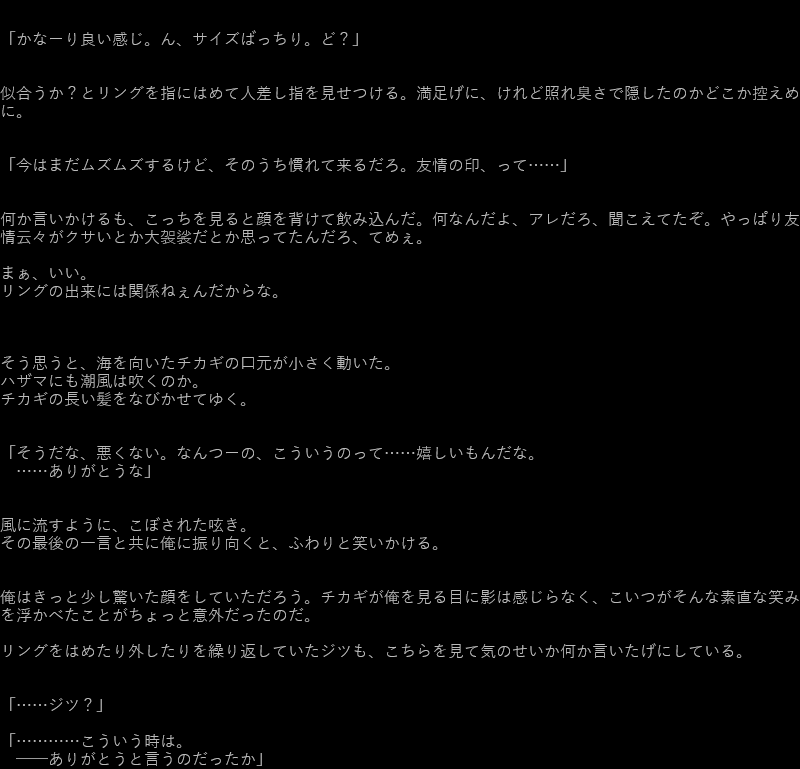 「かなーり良い感じ。ん、サイズばっちり。ど？」
似合うか？とリングを指にはめて人差し指を見せつける。満足げに、けれど照れ臭さで隠したのかどこか控えめ
に。
「今はまだムズムズするけど、そのうち慣れて来るだろ。友情の印、って……」
何か言いかけるも、こっちを見ると顔を背けて飲み込んだ。何なんだよ、アレだろ、聞こえてたぞ。やっぱり友
情云々がクサいとか大袈裟だとか思ってたんだろ、てめぇ。
まぁ、いい。
リングの出来には関係ねぇんだからな。
そう思うと、海を向いたチカギの口元が小さく動いた。
ハザマにも潮風は吹くのか。
チカギの長い髪をなびかせてゆく。
「そうだな、悪くない。なんつーの、こういうのって……嬉しいもんだな。
　……ありがとうな」
風に流すように、こぼされた呟き。
その最後の一言と共に俺に振り向くと、ふわりと笑いかける。
俺はきっと少し驚いた顔をしていただろう。チカギが俺を見る目に影は感じらなく、こいつがそんな素直な笑み
を浮かべたことがちょっと意外だったのだ。
リングをはめたり外したりを繰り返していたジツも、こちらを見て気のせいか何か言いたげにしている。
「……ジツ？」
「…………こういう時は。
　──ありがとうと言うのだったか」